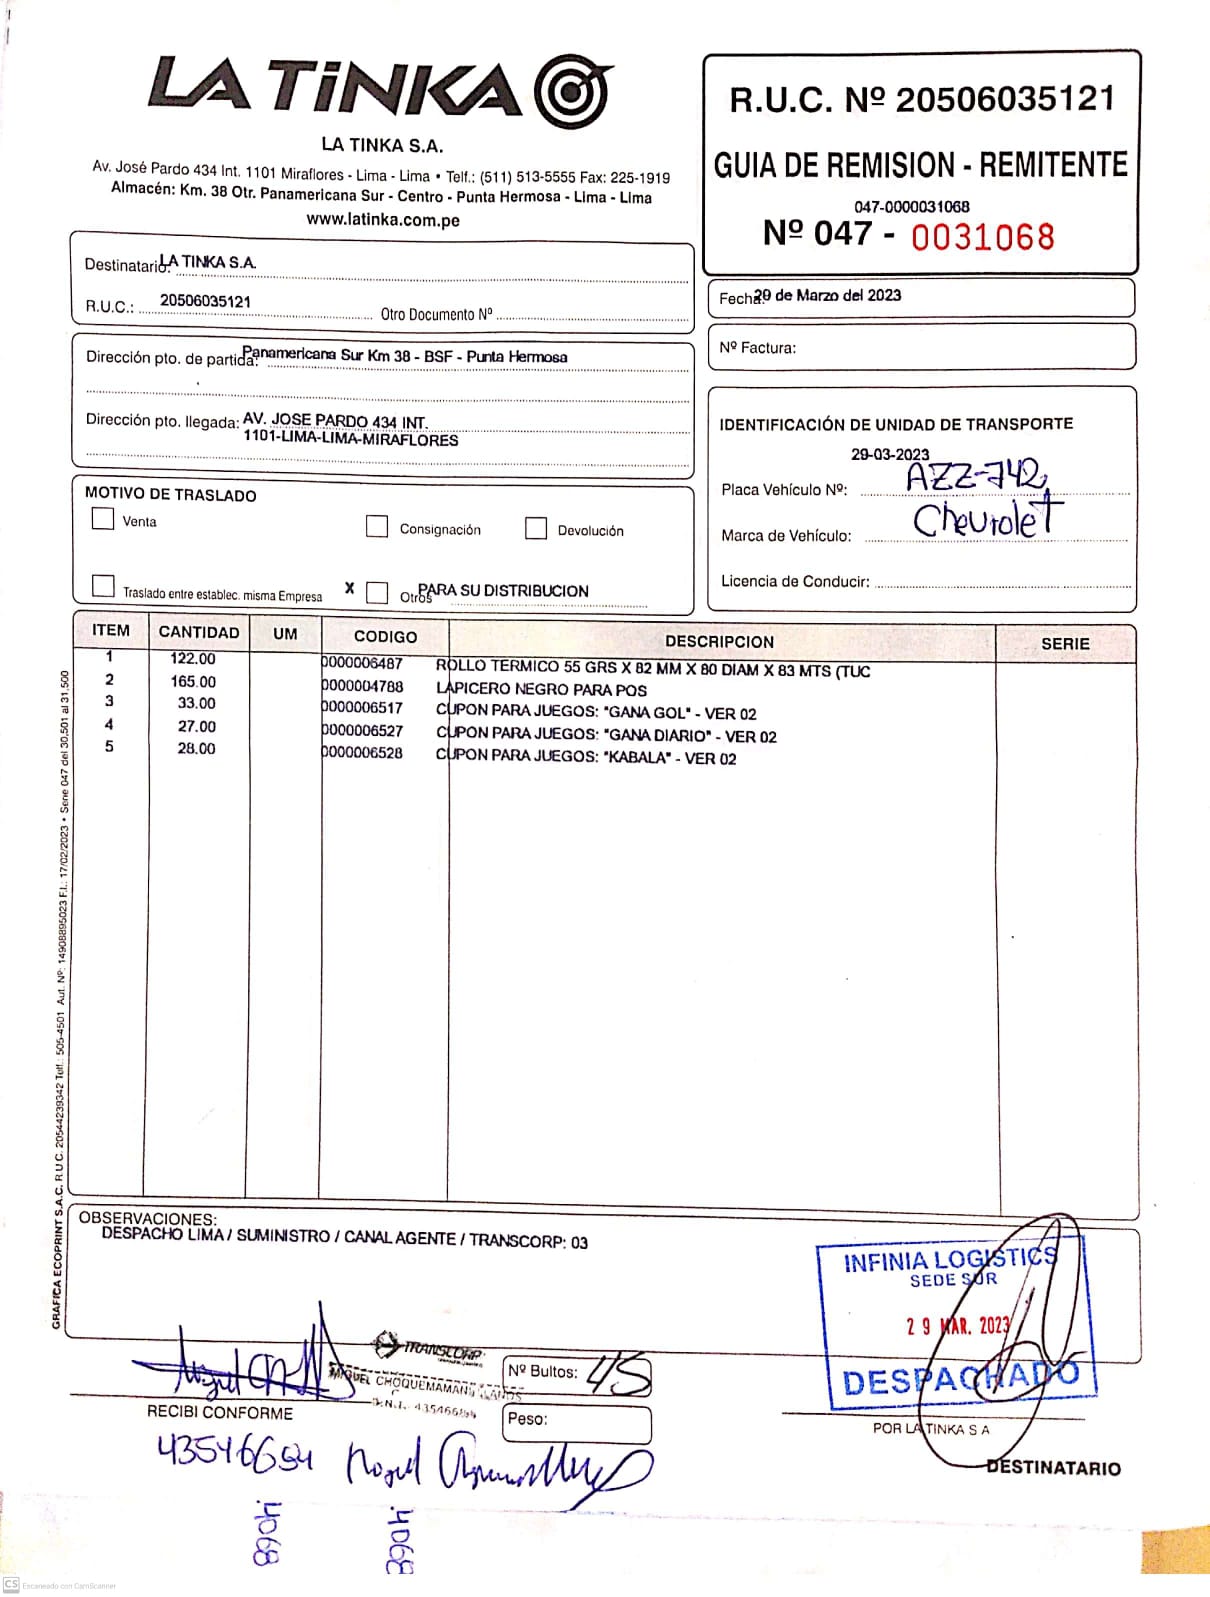 LA TiNKA
LA TINKA S.A.
Av. José Pardo 434 Int. 1101 Miraflores - Lima - Lima • Telf.: (511) 513-5555 Fax: 225-1919
Almacén: Km. 38 Otr. Panamericana Sur - Centro - Punta Hermosa - Lima - Lima
www.latinka.com.pe
R.U.C. Nº 20506035121
GUIA DE REMISION - REMITENTE
047-0000031068
Nº 047 - 0031068
Destinatario: LA TINKA S.A.
R.U.C.: 20506035121 Otro Documento Nº
Fecha: 29 de Marzo del 2023
Nº Factura:
Dirección pto. de partida: Panamericana Sur Km 38 - BSF - Punta Hermosa
Dirección pto. llegada: AV. JOSE PARDO 434 INT.
1101-LIMA-LIMA-MIRAFLORES
IDENTIFICACIÓN DE UNIDAD DE TRANSPORTE
29-03-2023
Placa Vehículo Nº: AZZ-742
Marca de Vehículo: Chevrolet
Licencia de Conducir:
MOTIVO DE TRASLADO
Venta Consignación Devolución
Traslado entre establec. misma Empresa X Otros PARA SU DISTRIBUCION
ITEM CANTIDAD UM CODIGO DESCRIPCION SERIE
1 122.00 0000006487 ROLLO TERMICO 55 GRS X 82 MM X 80 DIAM X 83 MTS (TUC
2 165.00 0000004788 LAPICERO NEGRO PARA POS
3 33.00 0000006517 CUPON PARA JUEGOS: "GANA GOL" - VER 02
4 27.00 0000006527 CUPON PARA JUEGOS: "GANA DIARIO" - VER 02
5 28.00 0000006528 CUPON PARA JUEGOS: "KABALA" - VER 02
GRAFICA ECOPRINT S.A.C. R.U.C. 20544239342 Telf.: 505-4501 Aut. Nº: 14908895023 F.I.: 17/02/2023 • Serie 047 del 30,501 al 31,500
OBSERVACIONES:
DESPACHO LIMA / SUMINISTRO / CANAL AGENTE / TRANSCORP: 03
INFINIA LOGISTICS
SEDE SUR
29 MAR. 2023
DESPACHADO
TRANSCORP
MIGUEL CHOQUEMAMANI
D.N.I.
Nº Bultos: 45
Peso:
RECIBI CONFORME
POR LA TINKA S A
DESTINATARIO
4068
4068
CS Escaneado con CamScanner